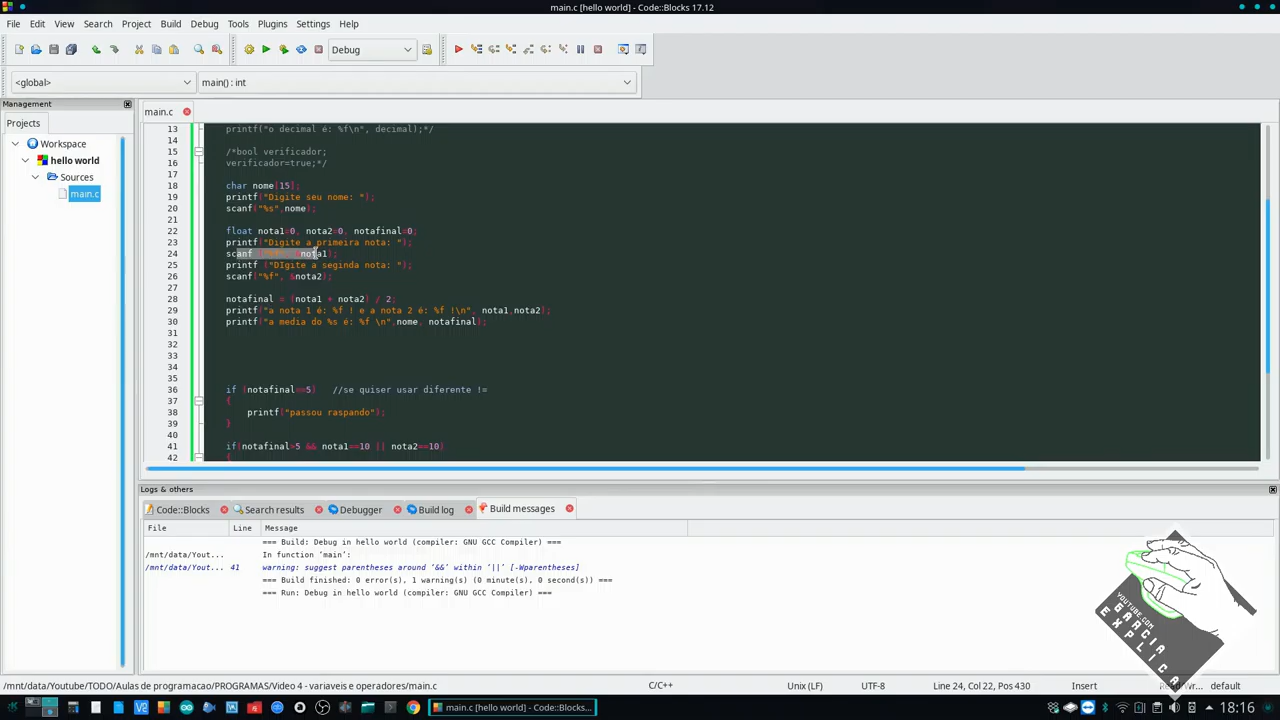 main.c [hello world] - Code::Blocks 17.12
File Edit View Search Project Build Debug Tools Plugins Settings Help
Debug
<global> main() : int
Management
Projects
main.c
Workspace
hello world
Sources
main.c
13 printf("o decimal é: %f\n", decimal);*/
14
15 /*bool verificador;
16 verificador=true;*/
17
18 char nome[15];
19 printf("Digite seu nome: ");
20 scanf("%s",nome);
21
22 float nota1=0, nota2=0, notafinal=0;
23 printf("Digite a primeira nota: ");
24 scanf ("%f", &nota1);
25 printf ("DIgite a seginda nota: ");
26 scanf("%f", &nota2);
27
28 notafinal = (nota1 + nota2) / 2;
29 printf("a nota 1 é: %f ! e a nota 2 é: %f !\n", nota1,nota2);
30 printf("a media do %s é: %f \n",nome, notafinal);
31
32
33
34
35
36 if (notafinal==5) //se quiser usar diferente !=
37 {
38 printf("passou raspando");
39 }
40
41 if(notafinal=5 && nota1==10 || nota2==10)
42 {
Logs & others
Code::Blocks Search results Debugger Build log Build messages
File Line Message
=== Build: Debug in hello world (compiler: GNU GCC Compiler) ===
/mnt/data/Yout... In function ‘main’:
/mnt/data/Yout... 41 warning: suggest parentheses around ‘&&’ within ‘||’ [-Wparentheses]
=== Build finished: 0 error(s), 1 warning(s) (0 minute(s), 0 second(s)) ===
=== Run: Debug in hello world (compiler: GNU GCC Compiler) ===
YOUTUBE.COM
GARCIA
EXPLICA
/mnt/data/Youtube/TODO/Aulas de programacao/PROGRAMAS/Video 4 - variaveis e operadores/main.c C/C++ Unix (LF) UTF-8 Line 24, Col 22, Pos 430 Insert default
main.c [hello world] - Code::Blocks... 18:16